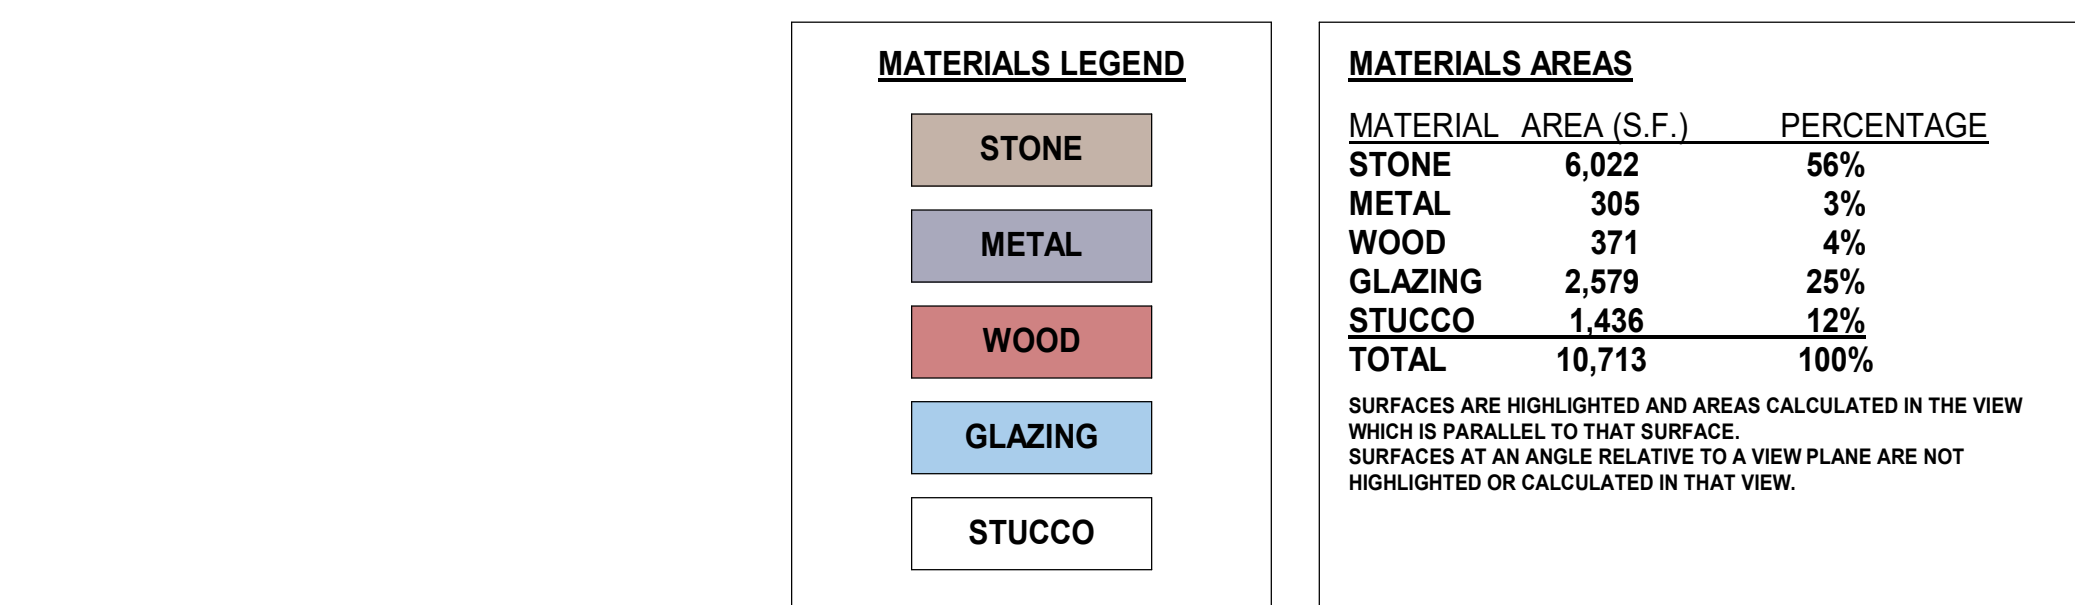 MATERIALS LEGEND
STONE
METAL
WOOD
GLAZING
STUCCO
MATERIALS AREAS
MATERIAL AREA (S.F.) PERCENTAGE
STONE 6,022 56%
METAL 305 3%
WOOD 371 4%
GLAZING 2,579 25%
STUCCO 1,436 12%
TOTAL 10,713 100%
SURFACES ARE HIGHLIGHTED AND AREAS CALCULATED IN THE VIEW
WHICH IS PARALLEL TO THAT SURFACE.
SURFACES AT AN ANGLE RELATIVE TO A VIEW PLANE ARE NOT
HIGHLIGHTED OR CALCULATED IN THAT VIEW.